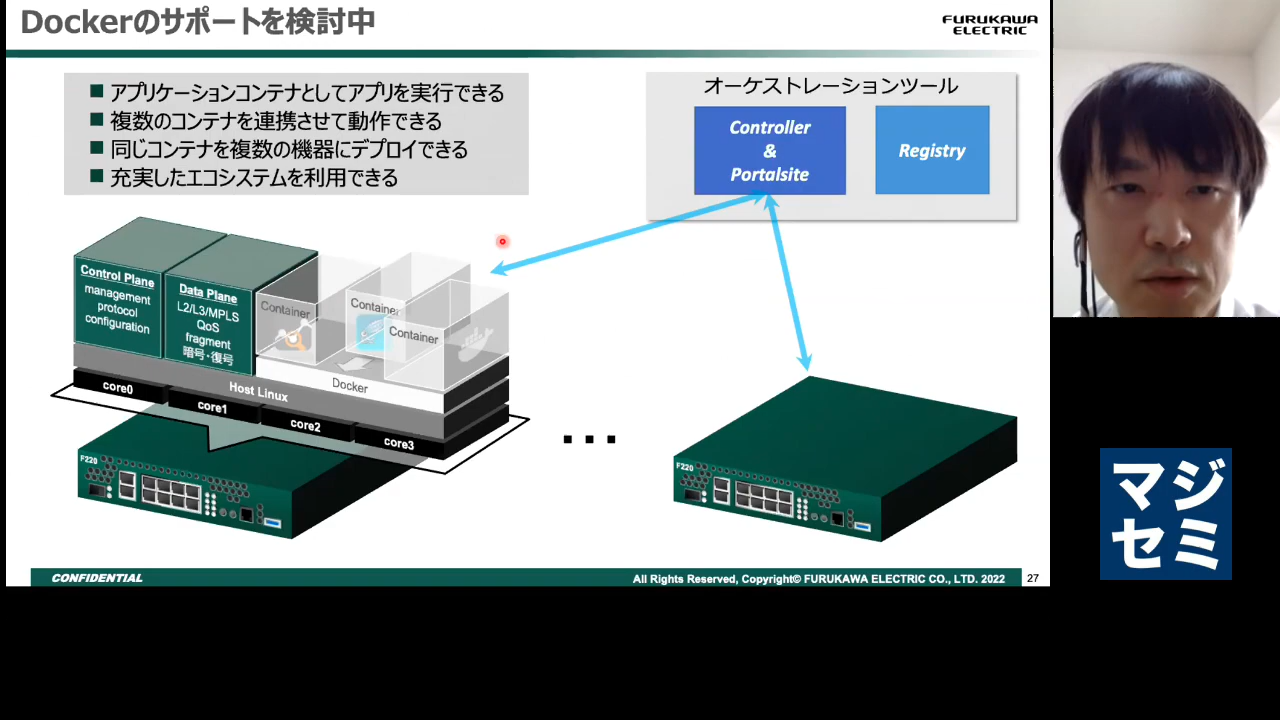 Dockerのサポートを検討中
FURUKAWA
ELECTRIC
■ アプリケーションコンテナとしてアプリを実行できる
■ 複数のコンテナを連携させて動作できる
■ 同じコンテナを複数の機器にデプロイできる
■ 充実したエコシステムを利用できる
オーケストレーションツール
Controller
&
Portalsite
Registry
Control Plane
management
protocol
configuration
Data Plane
L2/L3/MPLS
QoS
fragment
暗号・復号
Container
Container
Container
Docker
Host Linux
core0
core1
core2
core3
F220
...
F220
CONFIDENTIAL
All Rights Reserved, Copyright© FURUKAWA ELECTRIC CO., LTD. 2022
27
マジ
セミ